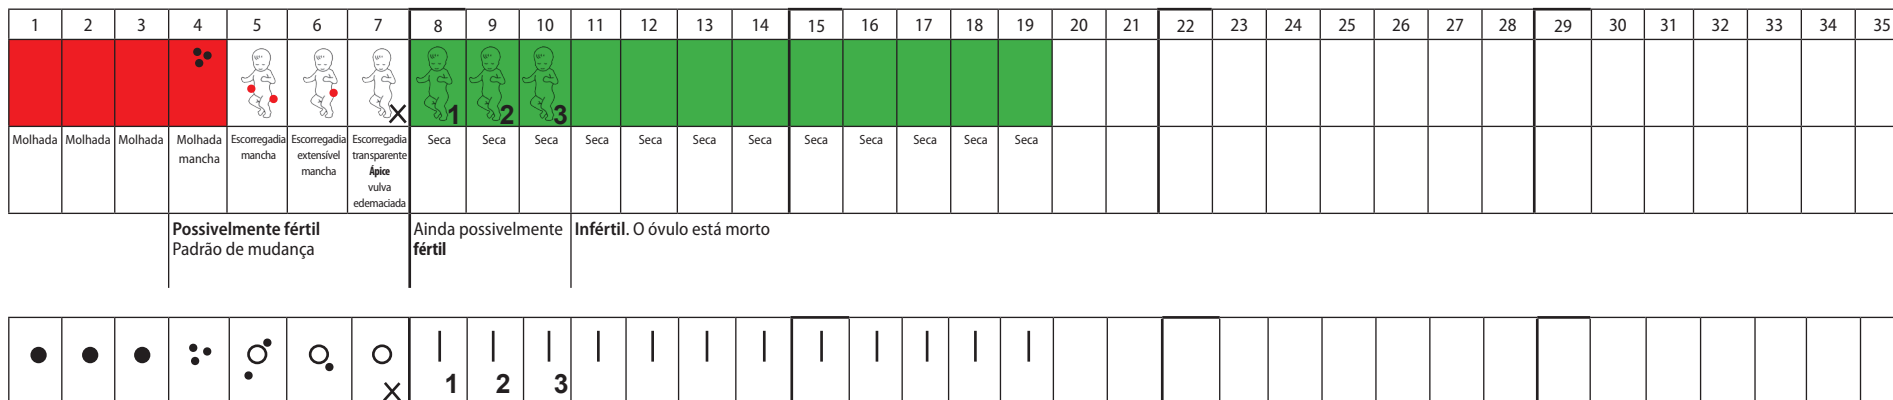 1 2 3 4 5 6 7 8 9 10 11 12 13 14 15 16 17 18 19 20 21 22 23 24 25 26 27 28 29 30 31 32 33 34 35
X 1 2 3
Molhada Molhada Molhada Molhada Escorregadia Escorregadia Escorregadia Seca Seca Seca Seca Seca Seca Seca Seca Seca Seca Seca Seca
mancha mancha extensível transparente
mancha Ápice
vulva
edemaciada
Possivelmente fértil Ainda possivelmente Infértil. O óvulo está morto
Padrão de mudança fértil
X 1 2 3